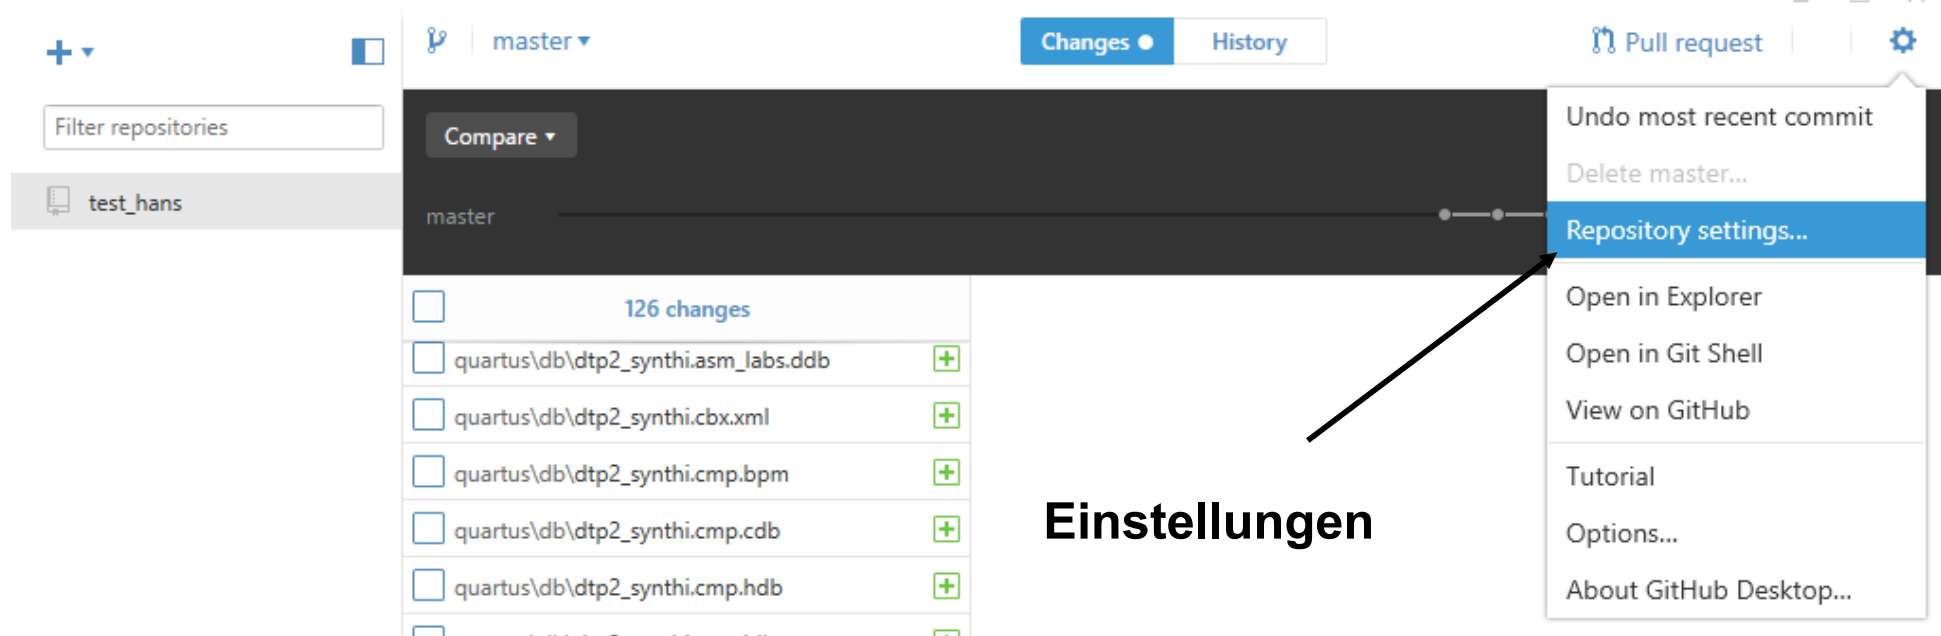 master
Changes
History
Pull request
Filter repositories
test_hans
Compare
master
Undo most recent commit
Delete master...
Repository settings...
Open in Explorer
Open in Git Shell
View on GitHub
Tutorial
Options...
About GitHub Desktop...
126 changes
quartus\db\dtp2_synthi.asm_labs.ddb
quartus\db\dtp2_synthi.cbx.xml
quartus\db\dtp2_synthi.cmp.bpm
quartus\db\dtp2_synthi.cmp.cdb
quartus\db\dtp2_synthi.cmp.hdb
Einstellungen